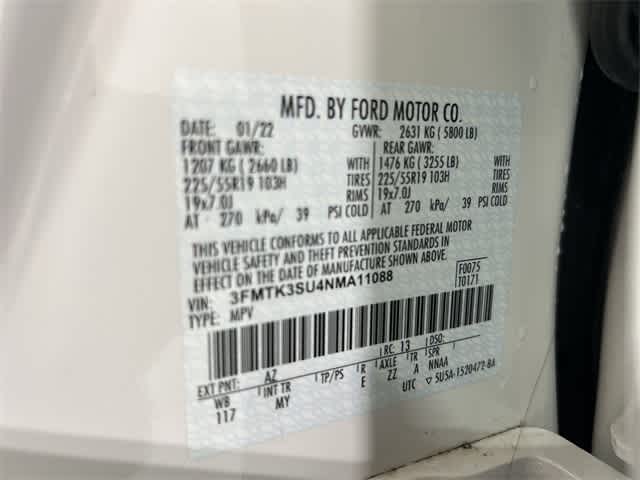 MFD. BY FORD MOTOR CO.
DATE: 01/22 GVWR: 2631 KG (5800 LB)
FRONT GAWR: REAR GAWR:
1207 KG (2660 LB) WITH 1476 KG (3255 LB) WITH
225/55R19 103H TIRES 225/55R19 103H TIRES
19x7.0J RIMS 19x7.0J RIMS
AT 270 kPa/ 39 PSI COLD AT 270 kPa/ 39 PSI COLD
THIS VEHICLE CONFORMS TO ALL APPLICABLE FEDERAL MOTOR
VEHICLE SAFETY AND THEFT PREVENTION STANDARDS IN
EFFECT ON THE DATE OF MANUFACTURE SHOWN ABOVE.
VIN: 3FMTK3SU4NMA11088 F0075
TYPE: MPV T0171
EXT PNT: AZ RC: 13 DSO:
WB INT TR TP/PS R AXLE TR SPR
117 MY E ZZ A NNAA
UTC ▽ 5U5A-1520472-BA